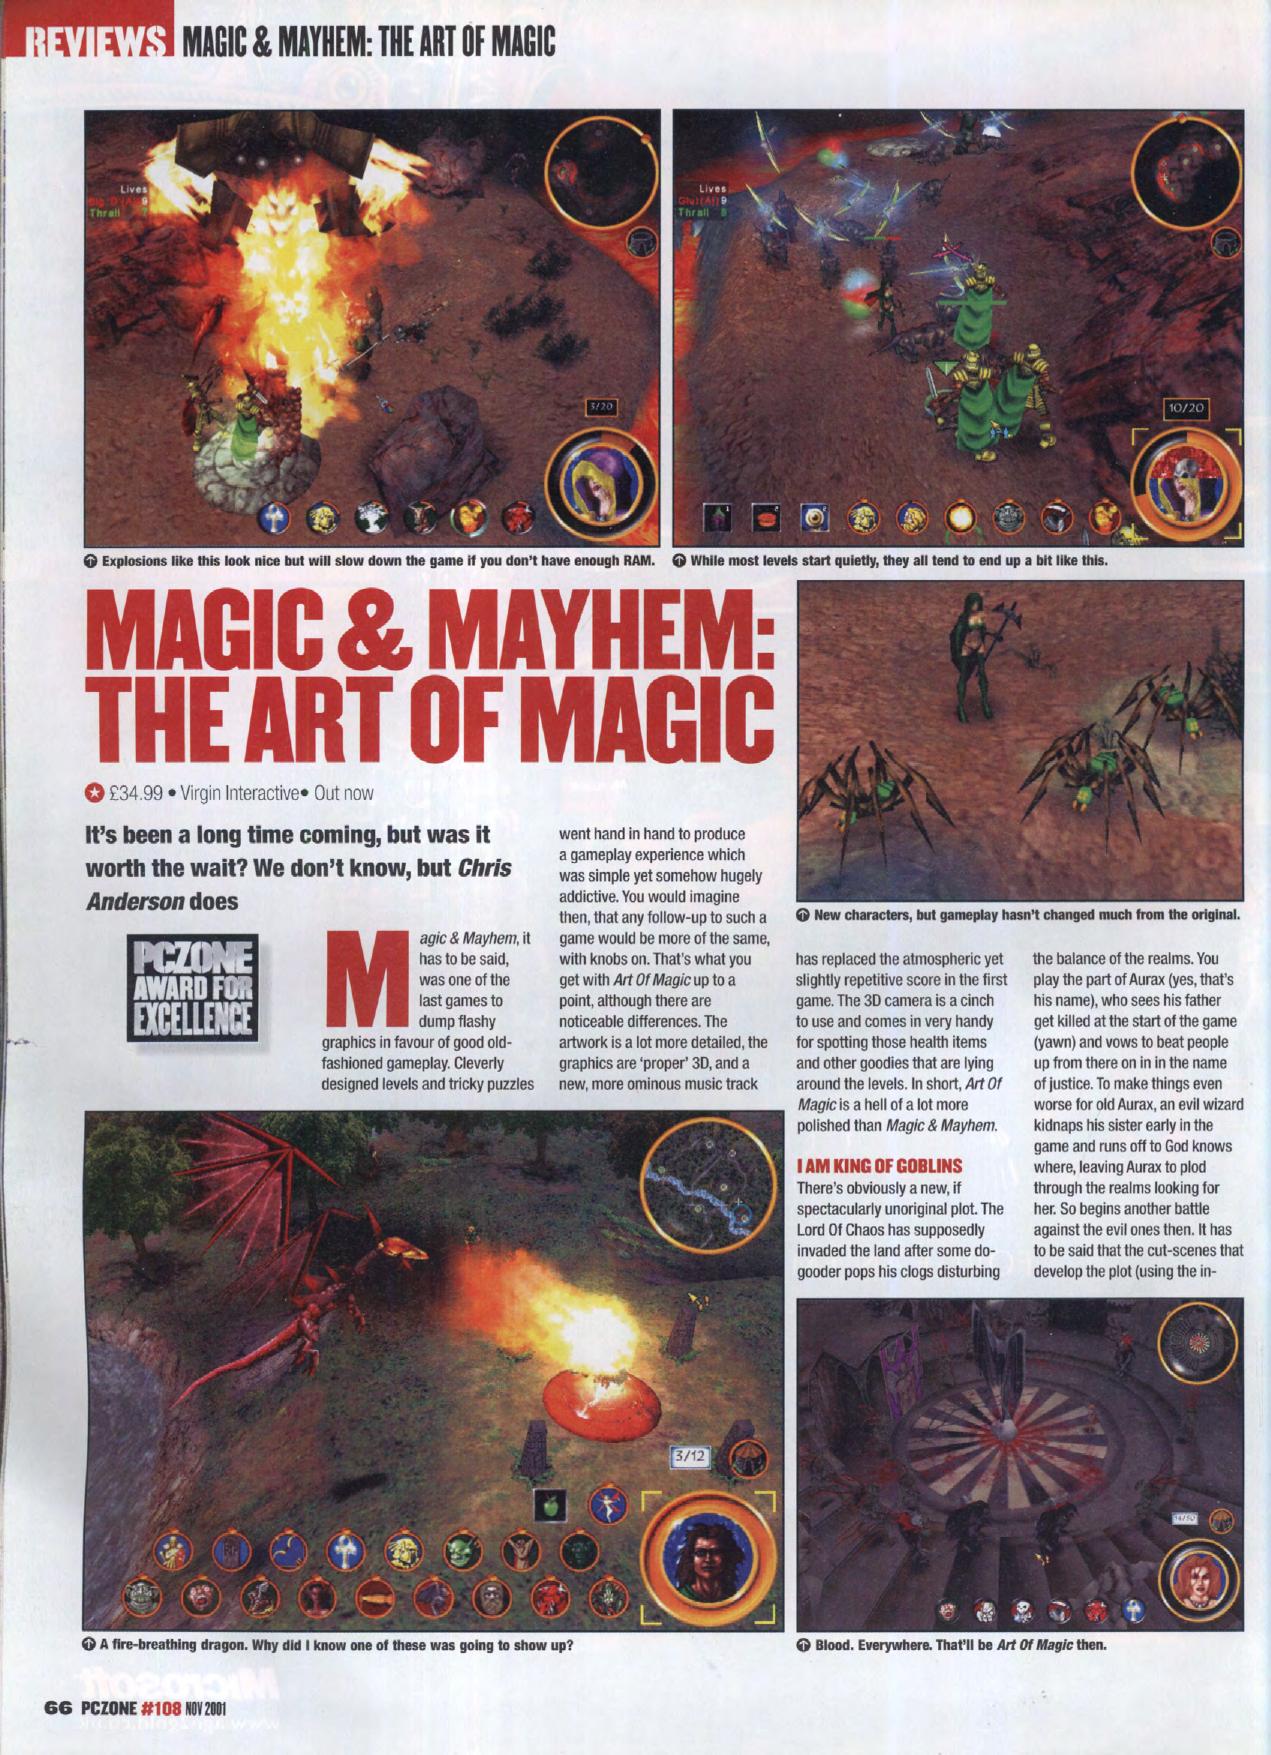 REVIEWS MAGIC & MAYHEM: THE ART OF MAGIC
Lives
9
Thrall 7
3/20
Lives
9
Thrall 8
10/20
Explosions like this look nice but will slow down the game if you don't have enough RAM.
While most levels start quietly, they all tend to end up a bit like this.
MAGIC & MAYHEM:
THE ART OF MAGIC
£34.99 • Virgin Interactive• Out now
It's been a long time coming, but was it
worth the wait? We don't know, but Chris
Anderson does
PCZONE
AWARD FOR
EXCELLENCE
Magic & Mayhem, it
has to be said,
was one of the
last games to
dump flashy
graphics in favour of good old-
fashioned gameplay. Cleverly
designed levels and tricky puzzles
went hand in hand to produce
a gameplay experience which
was simple yet somehow hugely
addictive. You would imagine
then, that any follow-up to such a
game would be more of the same,
with knobs on. That's what you
get with Art Of Magic up to a
point, although there are
noticeable differences. The
artwork is a lot more detailed, the
graphics are 'proper' 3D, and a
new, more ominous music track
New characters, but gameplay hasn't changed much from the original.
has replaced the atmospheric yet
slightly repetitive score in the first
game. The 3D camera is a cinch
to use and comes in very handy
for spotting those health items
and other goodies that are lying
around the levels. In short, Art Of
Magic is a hell of a lot more
polished than Magic & Mayhem.
I AM KING OF GOBLINS
There's obviously a new, if
spectacularly unoriginal plot. The
Lord Of Chaos has supposedly
invaded the land after some do-
gooder pops his clogs disturbing
the balance of the realms. You
play the part of Aurax (yes, that's
his name), who sees his father
get killed at the start of the game
(yawn) and vows to beat people
up from there on in in the name
of justice. To make things even
worse for old Aurax, an evil wizard
kidnaps his sister early in the
game and runs off to God knows
where, leaving Aurax to plod
through the realms looking for
her. So begins another battle
against the evil ones then. It has
to be said that the cut-scenes that
develop the plot (using the in-
3/12
A fire-breathing dragon. Why did I know one of these was going to show up?
Blood. Everywhere. That'll be Art Of Magic then.
66 PCZONE #108 NOV 2001